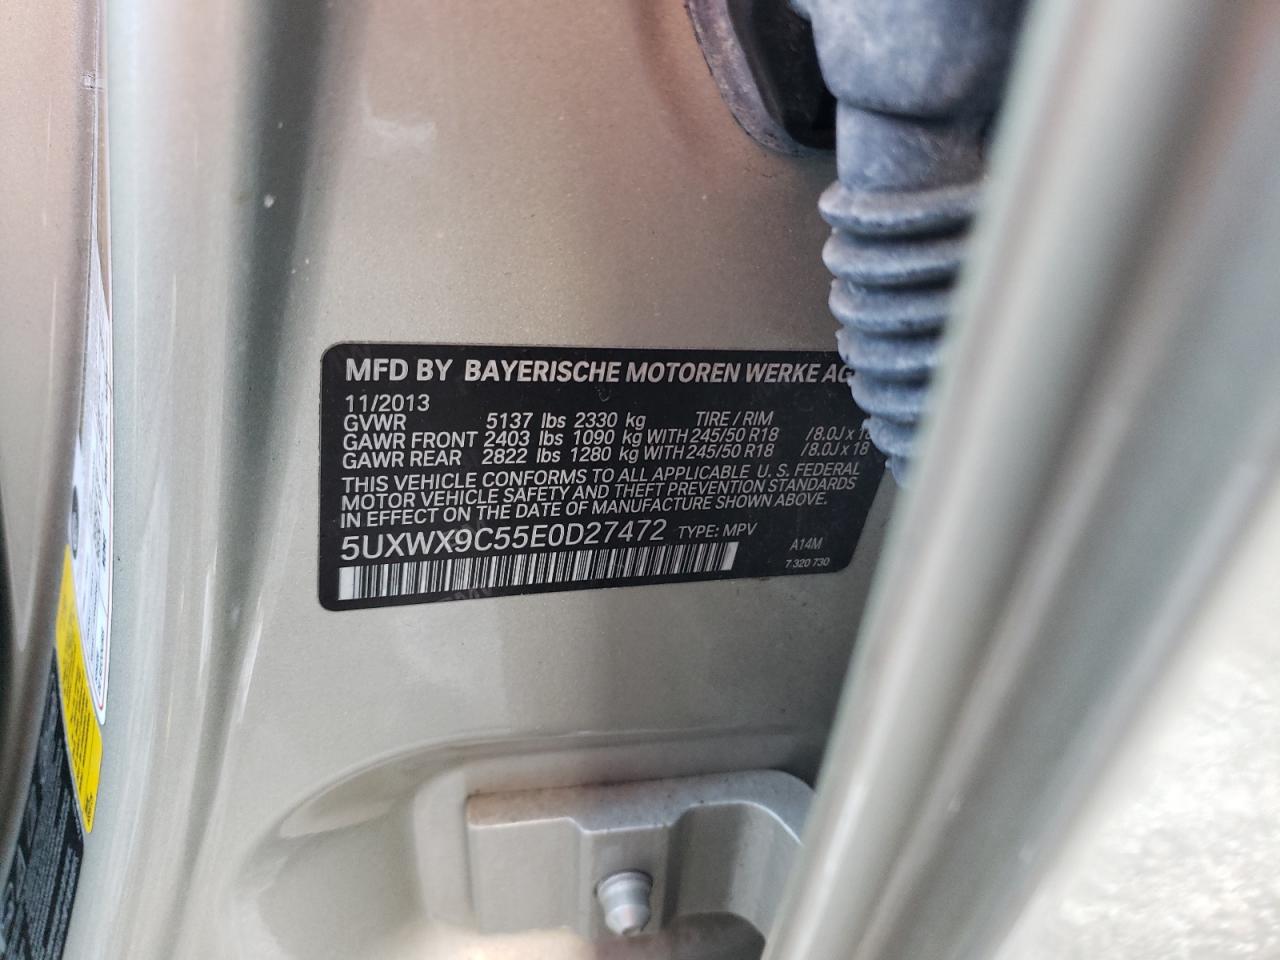 MFD BY BAYERISCHE MOTOREN WERKE AG
11/2013
GVWR 5137 lbs 2330 kg TIRE / RIM
GAWR FRONT 2403 lbs 1090 kg WITH 245/50 R18 /8.0J x 18
GAWR REAR 2822 lbs 1280 kg WITH 245/50 R18 /8.0J x 18
THIS VEHICLE CONFORMS TO ALL APPLICABLE U. S. FEDERAL
MOTOR VEHICLE SAFETY AND THEFT PREVENTION STANDARDS
IN EFFECT ON THE DATE OF MANUFACTURE SHOWN ABOVE.
5UXWX9C55E0D27472 TYPE: MPV
A14M
7 320 730